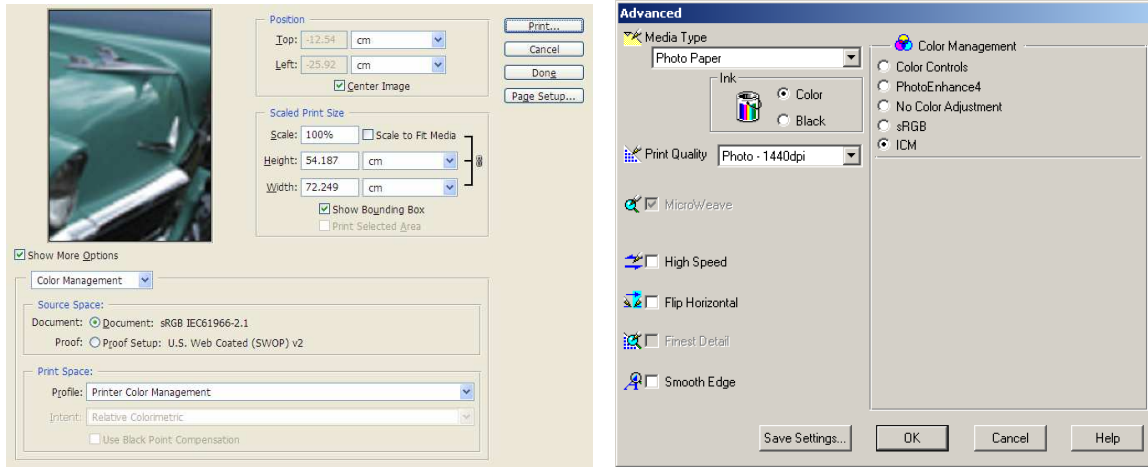 Position
Top: -12.54 cm
Left: -25.92 cm
Center Image
Print...
Cancel
Done
Page Setup...
Scaled Print Size
Scale: 100% Scale to Fit Media
Height: 54.187 cm
Width: 72.249 cm
Show Bounding Box
Print Selected Area
Show More Options
Color Management
Source Space:
Document: Document: sRGB IEC61966-2.1
Proof: Proof Setup: U.S. Web Coated (SWOP) v2
Print Space:
Profile: Printer Color Management
Intent: Relative Colorimetric
Use Black Point Compensation
Advanced
Media Type
Photo Paper
Ink
Color
Black
Print Quality Photo - 1440dpi
MicroWeave
High Speed
Flip Horizontal
Finest Detail
Smooth Edge
Color Management
Color Controls
PhotoEnhance4
No Color Adjustment
sRGB
ICM
Save Settings... OK Cancel Help